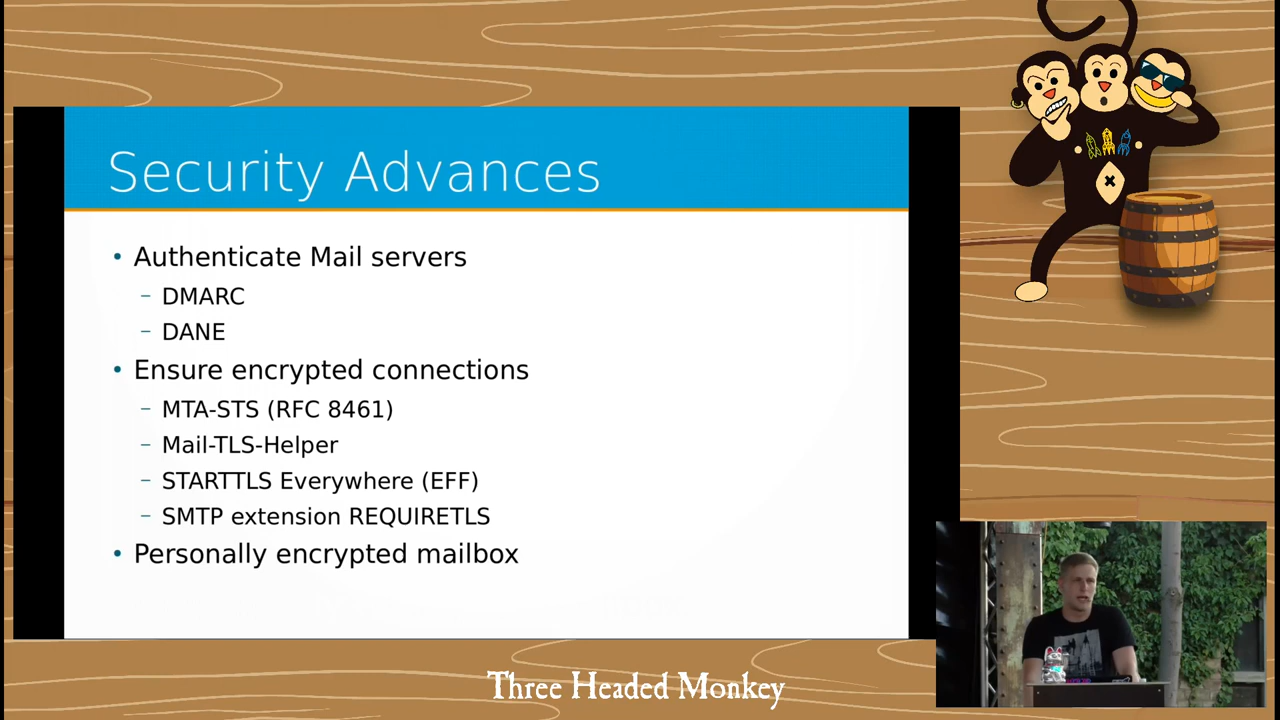 Security Advances
• Authenticate Mail servers
– DMARC
– DANE
• Ensure encrypted connections
– MTA-STS (RFC 8461)
– Mail-TLS-Helper
– STARTTLS Everywhere (EFF)
– SMTP extension REQUIRETLS
• Personally encrypted mailbox
Three Headed Monkey